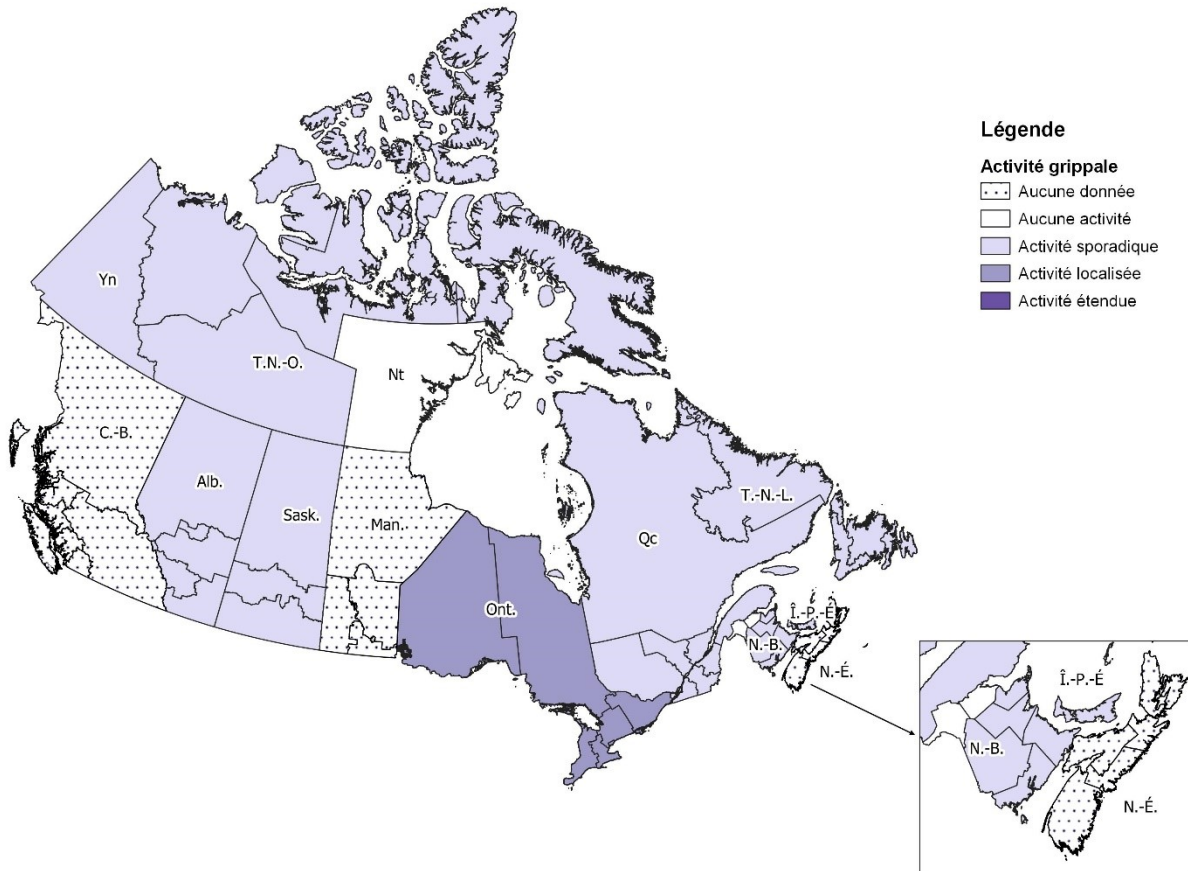 Légende
Activité grippale
Aucune donnée
Aucune activité
Activité sporadique
Activité localisée
Activité étendue
Yn
T.N.-O.
Nt
C.-B.
Alb.
Sask.
Man.
Ont.
Qc
T.-N.-L.
Î.-P.-É
N.-B.
N.-É.
Î.-P.-É
N.-B.
N.-É.